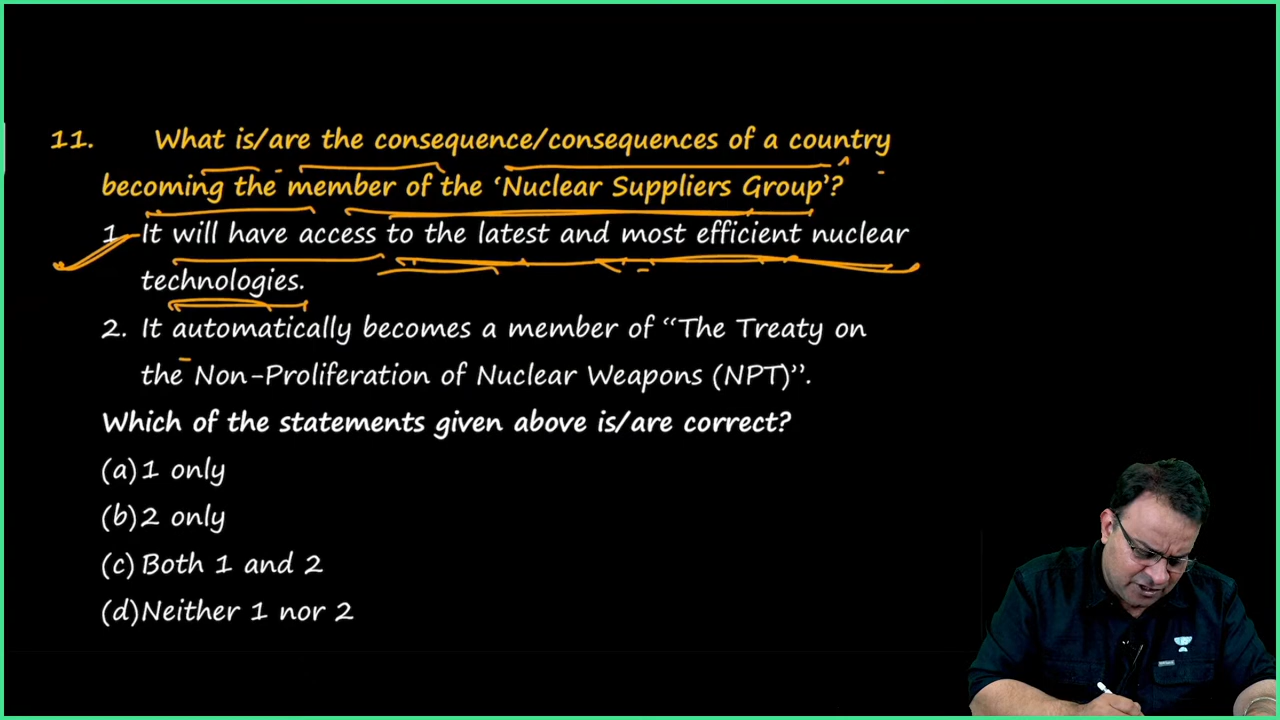 11. What is/are the consequence/consequences of a country
becoming the member of the ‘Nuclear Suppliers Group’?
1. It will have access to the latest and most efficient nuclear
technologies.
2. It automatically becomes a member of “The Treaty on
the Non-Proliferation of Nuclear Weapons (NPT)”.
Which of the statements given above is/are correct?
(a) 1 only
(b) 2 only
(c) Both 1 and 2
(d) Neither 1 nor 2